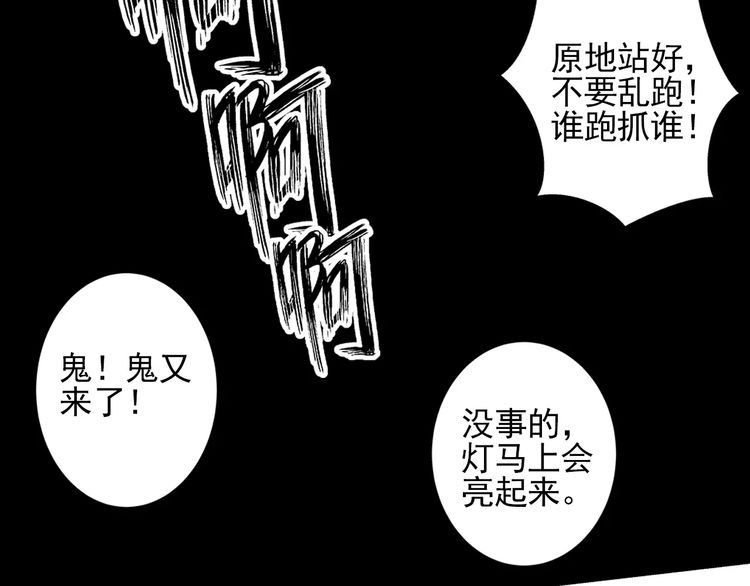 啊
啊
啊
原地站好，
不要乱跑！
谁跑抓谁！
鬼！鬼又
来了！
没事的，
灯马上会
亮起来。